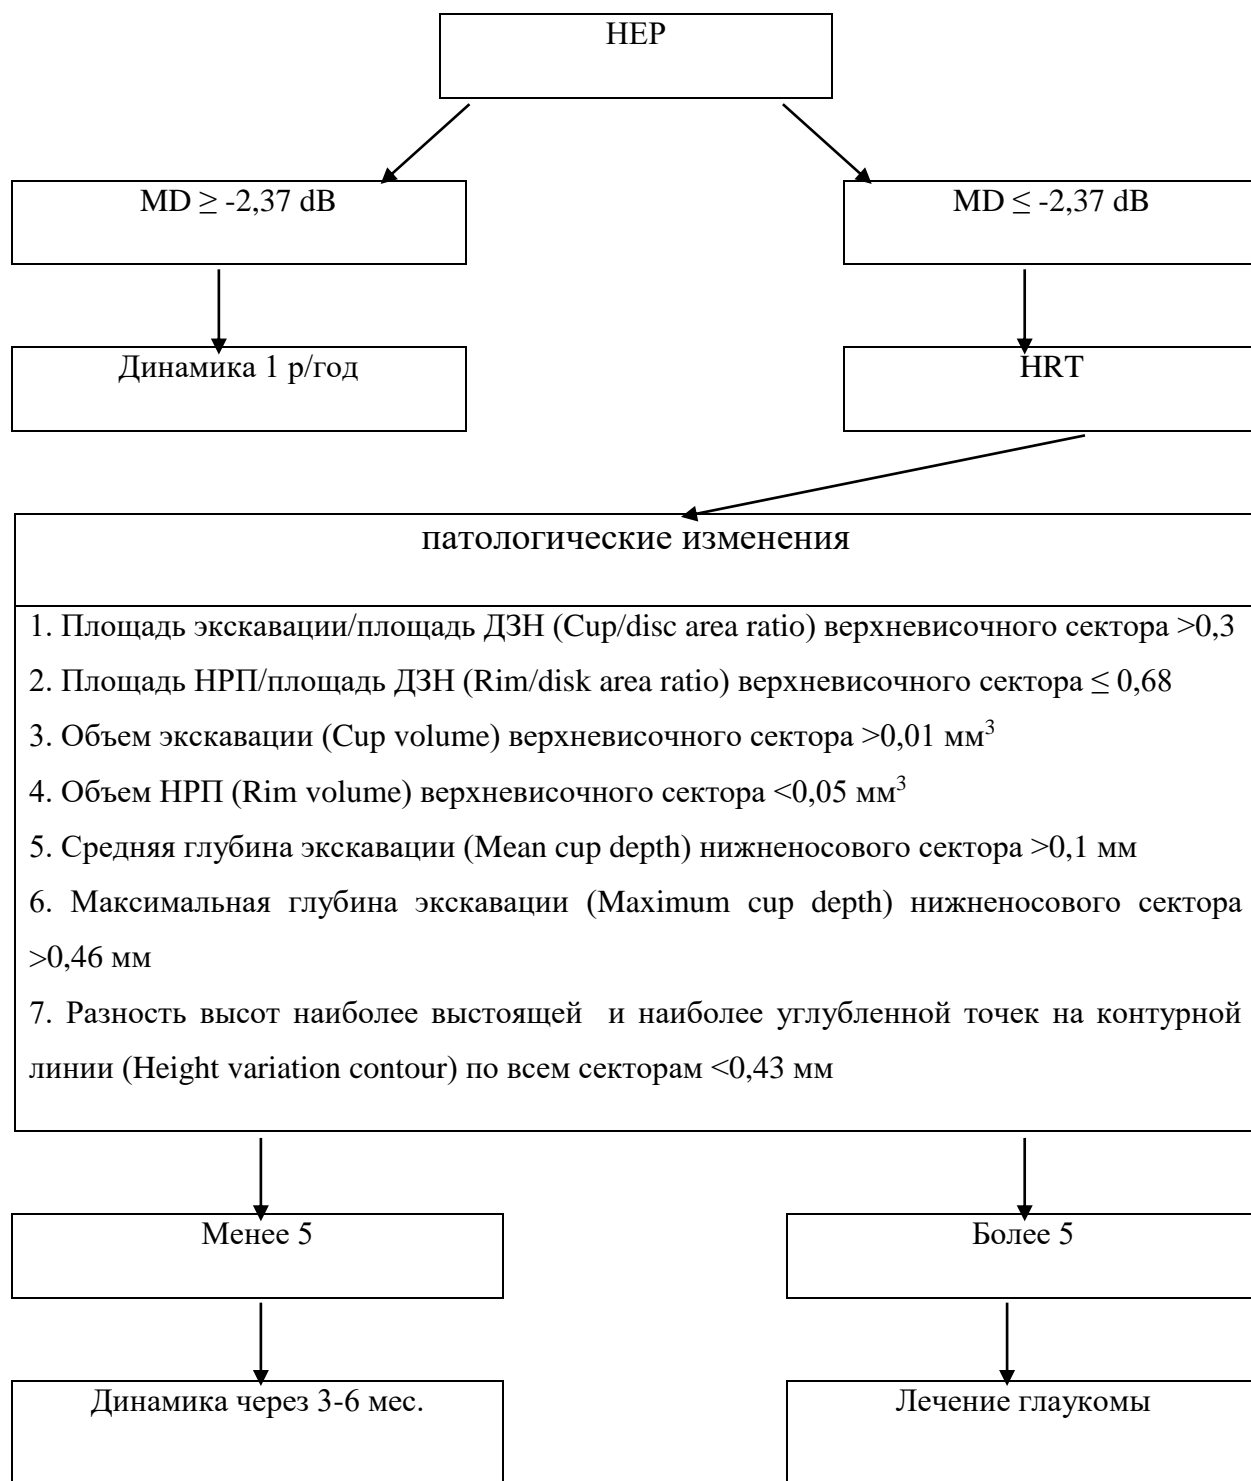 HEP
MD ≥ -2,37 dB
MD ≤ -2,37 dB
Динамика 1 р/год
HRT
патологические изменения
1. Площадь экскавации/площадь ДЗН (Cup/disc area ratio) верхневисочного сектора >0,3
2. Площадь НРП/площадь ДЗН (Rim/disk area ratio) верхневисочного сектора ≤ 0,68
3. Объем экскавации (Cup volume) верхневисочного сектора >0,01 мм³
4. Объем НРП (Rim volume) верхневисочного сектора <0,05 мм³
5. Средняя глубина экскавации (Mean cup depth) нижненосового сектора >0,1 мм
6. Максимальная глубина экскавации (Maximum cup depth) нижненосового сектора
>0,46 мм
7. Разность высот наиболее выстоящей и наиболее углубленной точек на контурной
линии (Height variation contour) по всем секторам <0,43 мм
Менее 5
Более 5
Динамика через 3-6 мес.
Лечение глаукомы